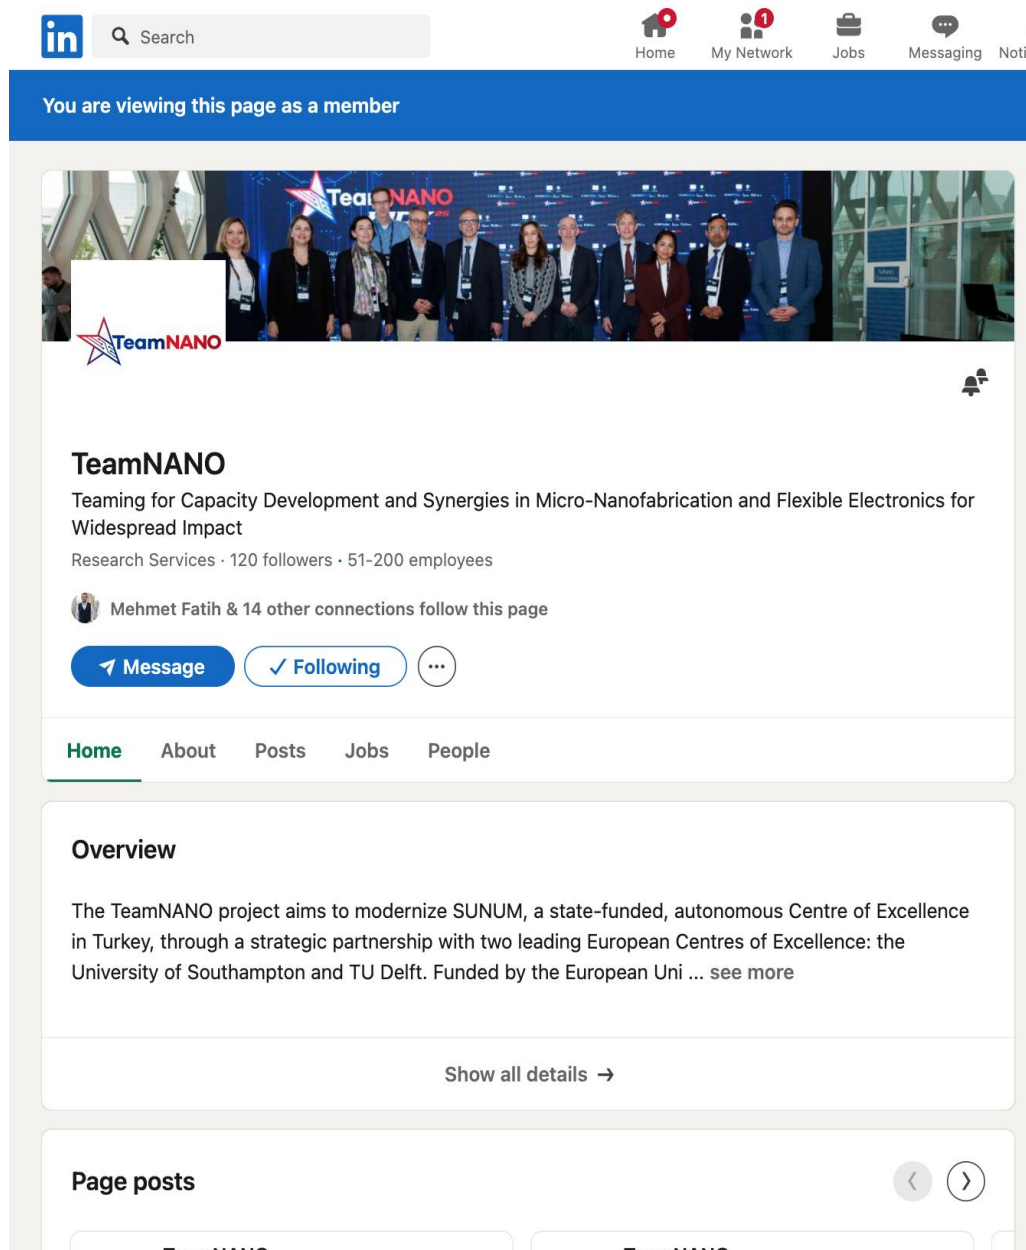 in
Search
Home
1
My Network
Jobs
Messaging
Noti
You are viewing this page as a member
TeamNANO
TeamNANO
TeamNANO
Teaming for Capacity Development and Synergies in Micro-Nanofabrication and Flexible Electronics for
Widespread Impact
Research Services · 120 followers · 51-200 employees
Mehmet Fatih & 14 other connections follow this page
Message
✓ Following
...
Home About Posts Jobs People
Overview
The TeamNANO project aims to modernize SUNUM, a state-funded, autonomous Centre of Excellence
in Turkey, through a strategic partnership with two leading European Centres of Excellence: the
University of Southampton and TU Delft. Funded by the European Uni ... see more
Show all details →
Page posts